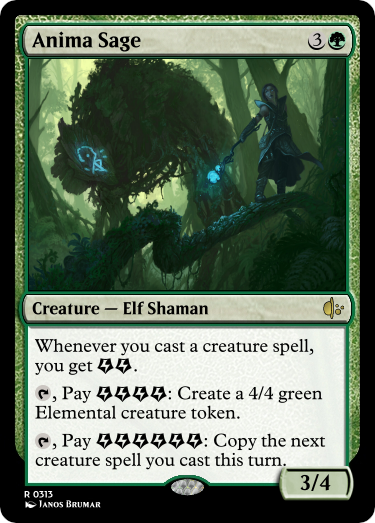 Anima Sage 3
Creature — Elf Shaman
Whenever you cast a creature spell,
you get .
, Pay : Create a 4/4 green
Elemental creature token.
, Pay : Copy the next
creature spell you cast this turn.
3/4
R 0313
Janos Brumar